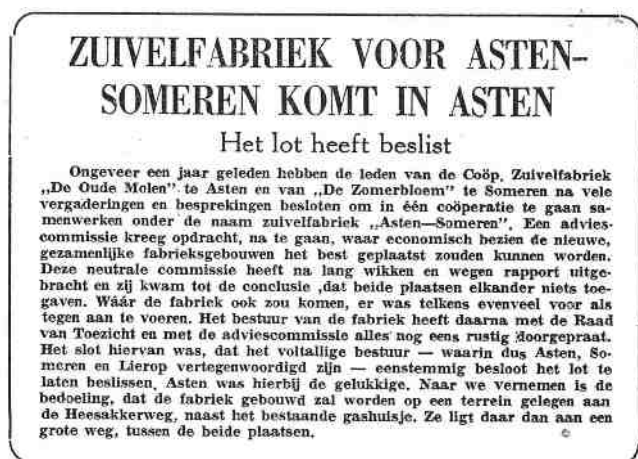 ZUIVELFABRIEK VOOR ASTEN-
SOMEREN KOMT IN ASTEN
Het lot heeft beslist
Ongeveer een jaar geleden hebben de leden van de Coöp. Zuivelfabriek
„De Oude Molen" te Asten en van „De Zomerbloem" te Someren na vele
vergaderingen en besprekingen besloten om in één coöperatie te gaan sa-
menwerken onder de naam zuivelfabriek „Asten—Someren". Een advies-
commissie kreeg opdracht, na te gaan, waar economisch bezien de nieuwe,
gezamenlijke fabrieksgebouwen het best geplaatst zouden kunnen worden.
Deze neutrale commissie heeft na lang wikken en wegen rapport uitge-
bracht en zij kwam tot de conclusie ,dat beide plaatsen elkander niets toe-
gaven. Wáár de fabriek ook zou komen, er was telkens evenveel voor als
tegen aan te voeren. Het bestuur van de fabriek heeft daarna met de Raad
van Toezicht en met de adviescommissie alles nog eens rustig doorgepraat.
Het slot hiervan was, dat het voltallige bestuur — waarin dus Asten, So-
meren en Lierop vertegenwoordigd zijn — eenstemmig besloot het lot te
laten beslissen. Asten was hierbij de gelukkige. Naar we vernemen is de
bedoeling, dat de fabriek gebouwd zal worden op een terrein gelegen aan
de Heesakkerweg, naast het bestaande gashuisje. Ze ligt daar dan aan een
grote weg, tussen de beide plaatsen.